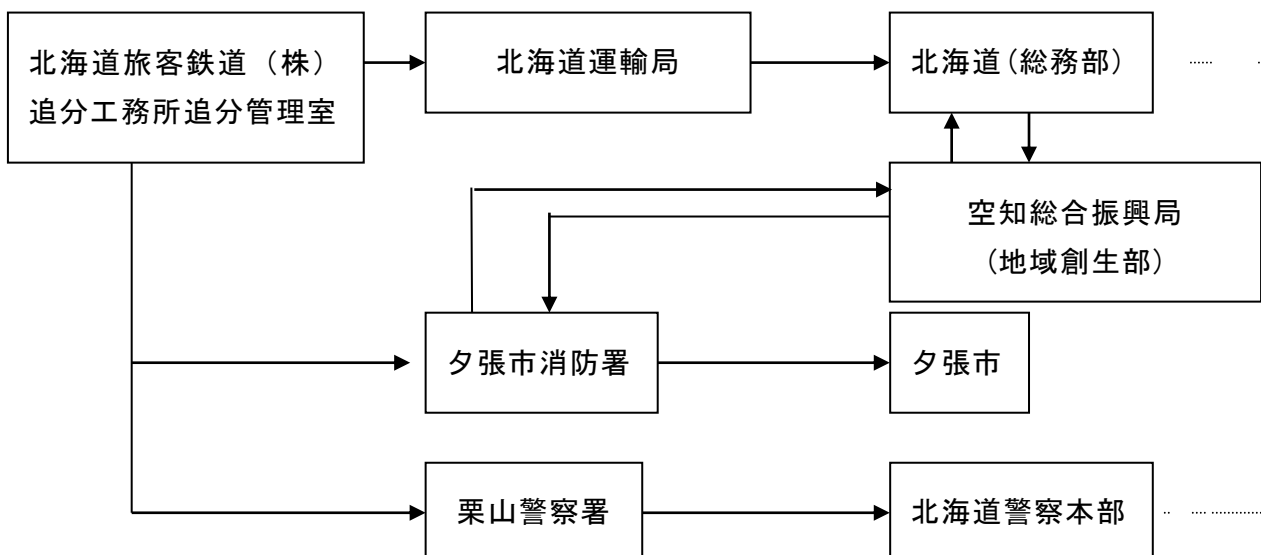 北海道旅客鉄道（株）
追分工務所追分管理室
北海道運輸局
北海道(総務部)
空知総合振興局
(地域創生部)
夕張市消防署
夕張市
栗山警察署
北海道警察本部